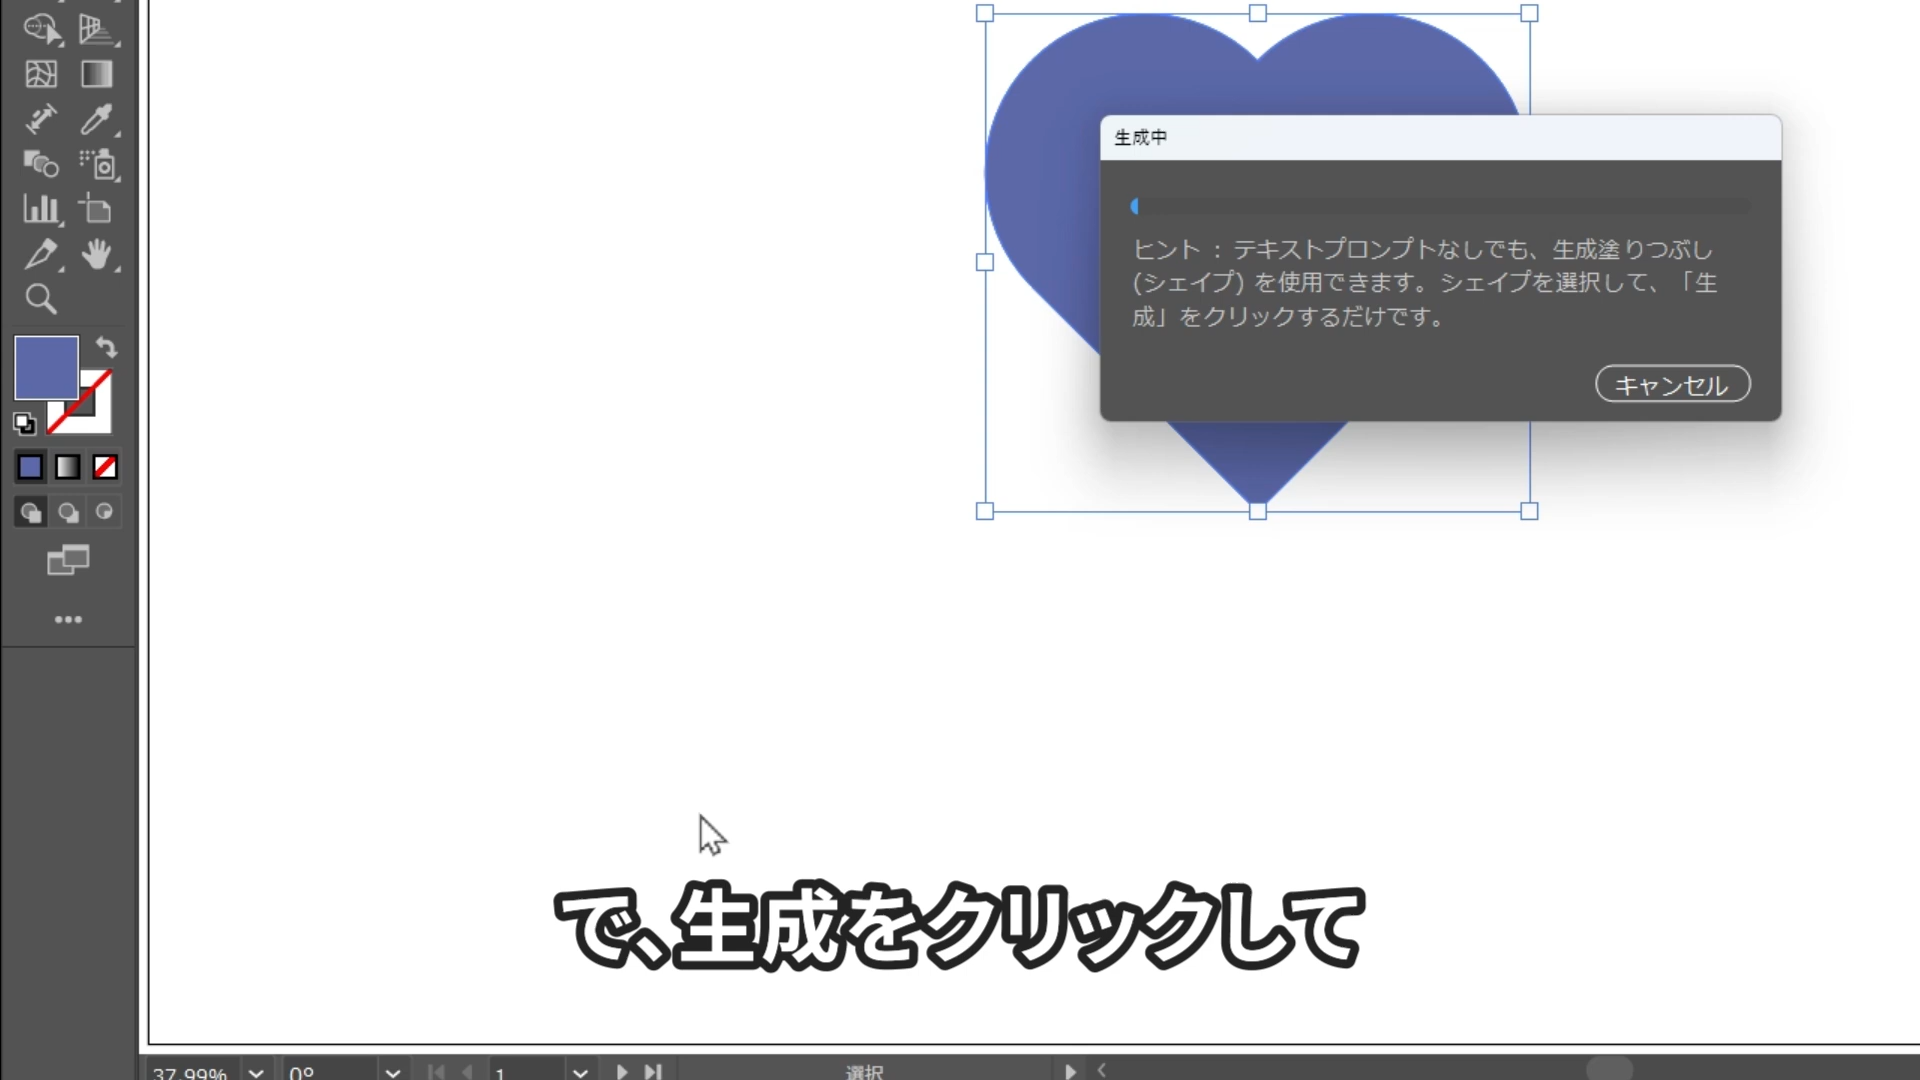 生成中
ヒント : テキストプロンプトなしでも、生成塗りつぶし
(シェイプ) を使用できます。シェイプを選択して、「生
成」をクリックするだけです。
キャンセル
で、生成をクリックして
37.99% 0° 1 選択